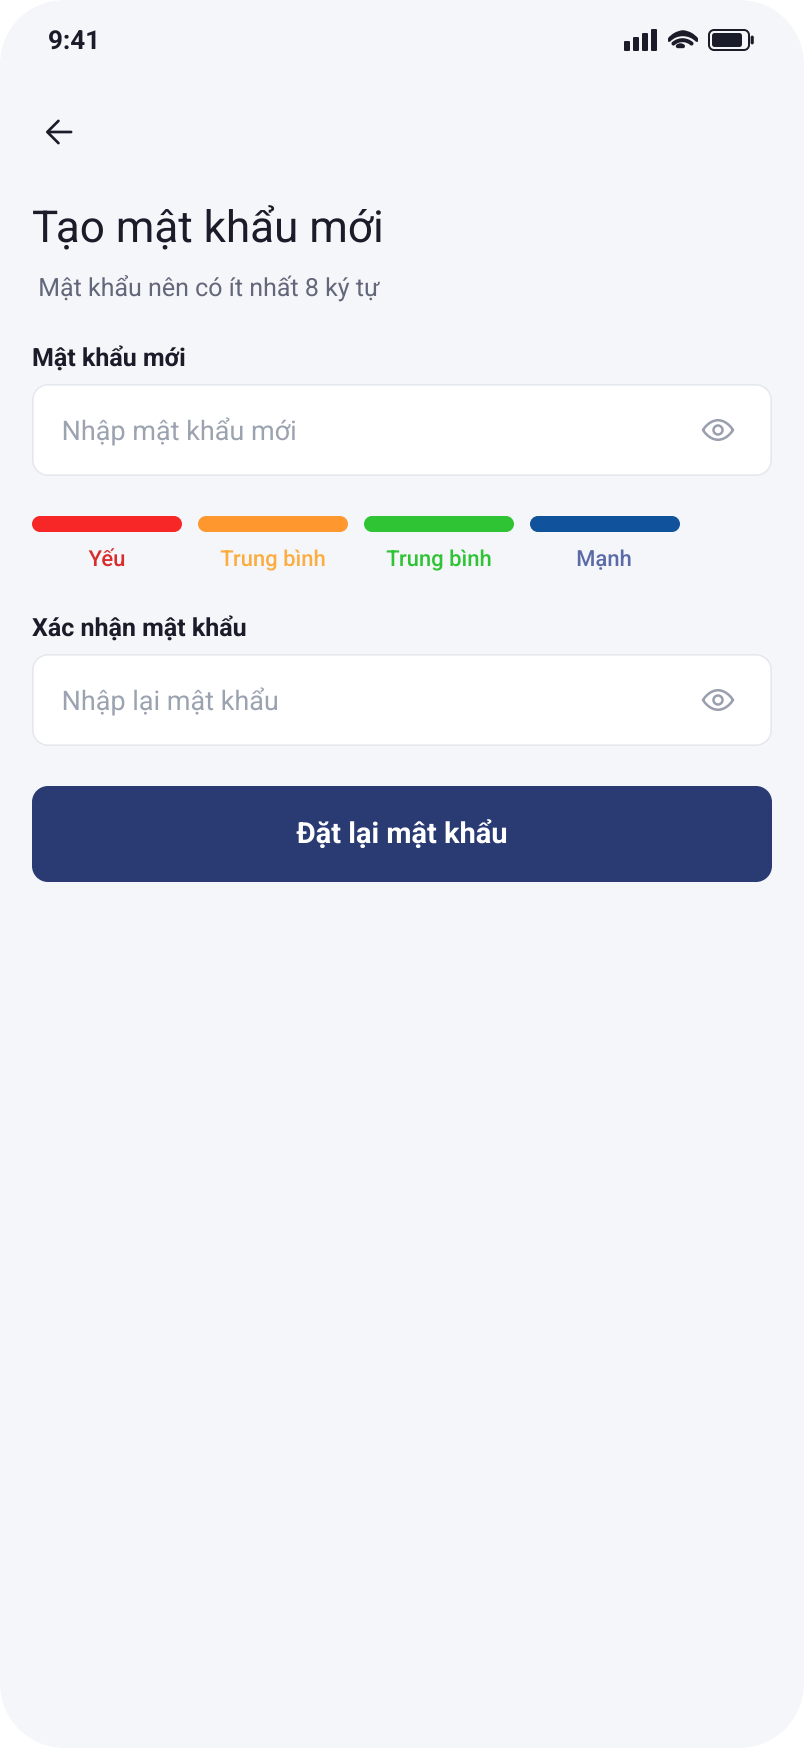 9:41
Tạo mật khẩu mới
Mật khẩu nên có ít nhất 8 ký tự
Mật khẩu mới
Nhập mật khẩu mới
Yếu Trung bình Trung bình Mạnh
Xác nhận mật khẩu
Nhập lại mật khẩu
Đặt lại mật khẩu